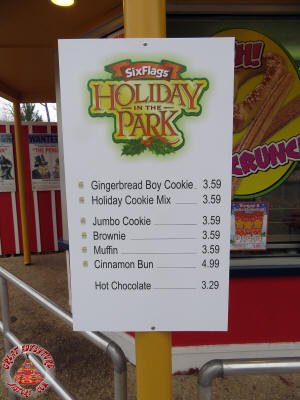 SixFlags
HOLIDAY
IN THE
PARK
Gingerbread Boy Cookie 3.59
Holiday Cookie Mix 3.59
Jumbo Cookie 3.59
Brownie 3.59
Muffin 3.59
Cinnamon Bun 4.99
Hot Chocolate 3.29
H!
CRUNCH
WANTED